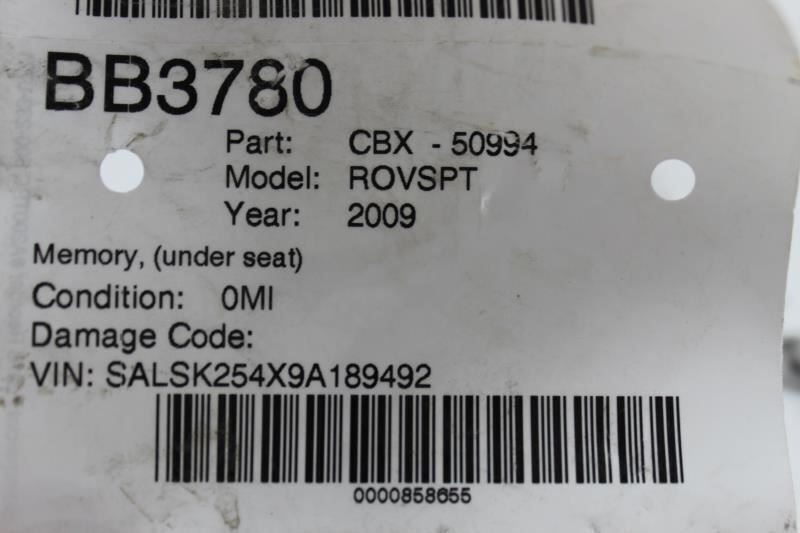 BB3780
Part: CBX - 50994
Model: ROVSPT
Year: 2009
Memory, (under seat)
Condition: 0MI
Damage Code:
VIN: SALSK254X9A189492
0000858655